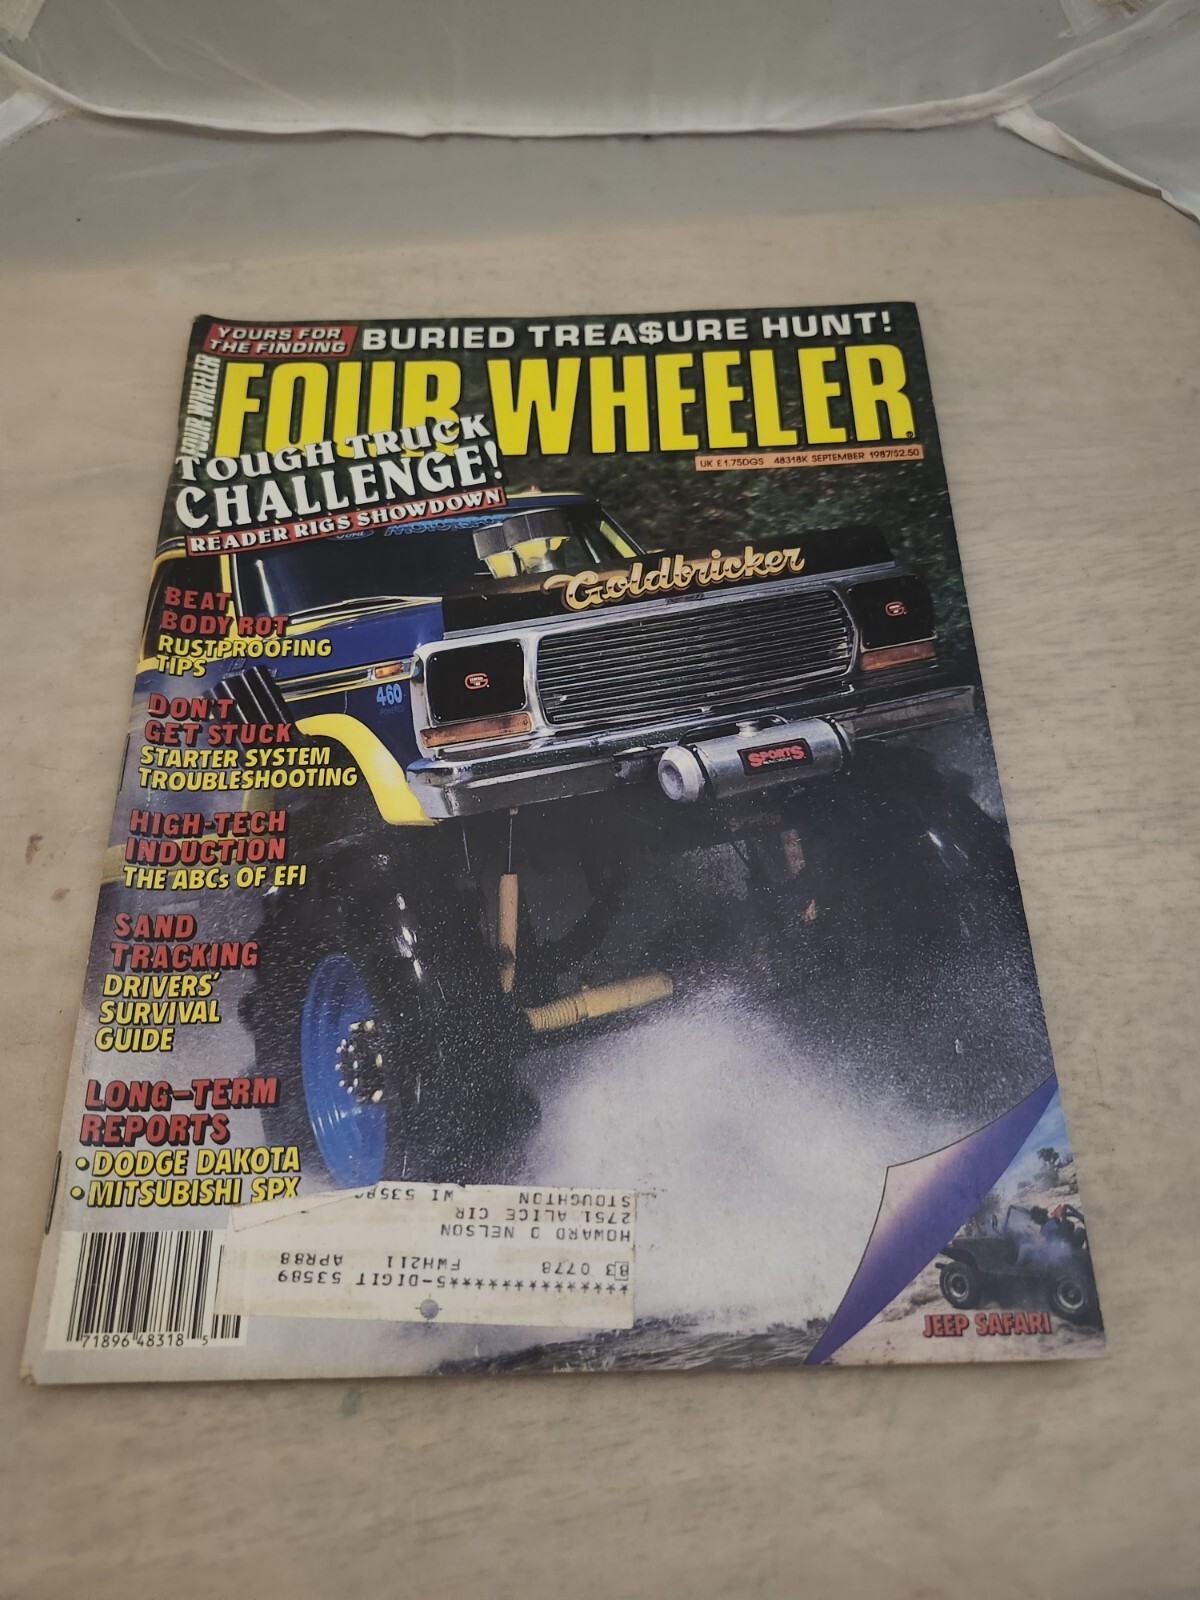 YOURS FOR
THE FINDING
BURIED TREA$URE HUNT!
FOUR WHEELER
FOUR WHEELER
UK £1.75DGS 48318K SEPTEMBER 1987/$2.50
TOUGH TRUCK
CHALLENGE!
READER RIGS SHOWDOWN
MOTORSPORT
Goldbricker
BEAT
BODY ROT
RUSTPROOFING
TIPS
460
G
G
SPORTS
DON'T
GET STUCK
STARTER SYSTEM
TROUBLESHOOTING
HIGH-TECH
INDUCTION
THE ABCs OF EFI
SAND
TRACKING
DRIVERS'
SURVIVAL
GUIDE
LONG-TERM
REPORTS
• DODGE DAKOTA
• MITSUBISHI SPX
JEEP SAFARI
71896 48318 5
*****************5-DIGIT 53589
B3 0778 FWH211 APR88
HOWARD O NELSON
2751 ALICE CIR
STOUGHTON WI 5358